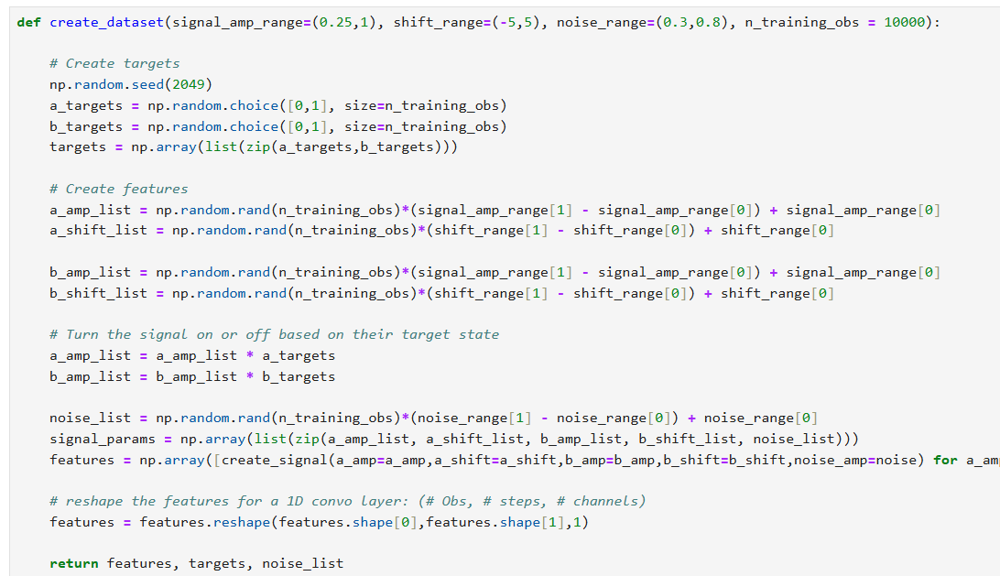 def create_dataset(signal_amp_range=(0.25,1), shift_range=(-5,5), noise_range=(0.3,0.8), n_training_obs = 10000):
# Create targets
np.random.seed(2049)
a_targets = np.random.choice([0,1], size=n_training_obs)
b_targets = np.random.choice([0,1], size=n_training_obs)
targets = np.array(list(zip(a_targets,b_targets)))
# Create features
a_amp_list = np.random.rand(n_training_obs)*(signal_amp_range[1] - signal_amp_range[0]) + signal_amp_range[0]
a_shift_list = np.random.rand(n_training_obs)*(shift_range[1] - shift_range[0]) + shift_range[0]
b_amp_list = np.random.rand(n_training_obs)*(signal_amp_range[1] - signal_amp_range[0]) + signal_amp_range[0]
b_shift_list = np.random.rand(n_training_obs)*(shift_range[1] - shift_range[0]) + shift_range[0]
# Turn the signal on or off based on their target state
a_amp_list = a_amp_list * a_targets
b_amp_list = b_amp_list * b_targets
noise_list = np.random.rand(n_training_obs)*(noise_range[1] - noise_range[0]) + noise_range[0]
signal_params = np.array(list(zip(a_amp_list, a_shift_list, b_amp_list, b_shift_list, noise_list)))
features = np.array([create_signal(a_amp=a_amp,a_shift=a_shift,b_amp=b_amp,b_shift=b_shift,noise_amp=noise) for
# reshape the features for a 1D convo layer: (# Obs, # steps, # channels)
features = features.reshape(features.shape[0],features.shape[1],1)
return features, targets, noise_list